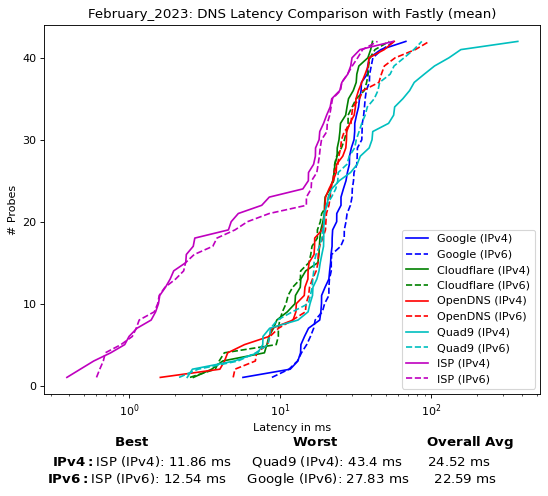 February_2023: DNS Latency Comparison with Fastly (mean)
# Probes
40
30
20
10
0
Google (IPv4)
Google (IPv6)
Cloudflare (IPv4)
Cloudflare (IPv6)
OpenDNS (IPv4)
OpenDNS (IPv6)
Quad9 (IPv4)
Quad9 (IPv6)
ISP (IPv4)
ISP (IPv6)
10⁰ 10¹ 10²
Latency in ms
Best Worst Overall Avg
IPv4: ISP (IPv4): 11.86 ms Quad9 (IPv4): 43.4 ms 24.52 ms
IPv6: ISP (IPv6): 12.54 ms Google (IPv6): 27.83 ms 22.59 ms